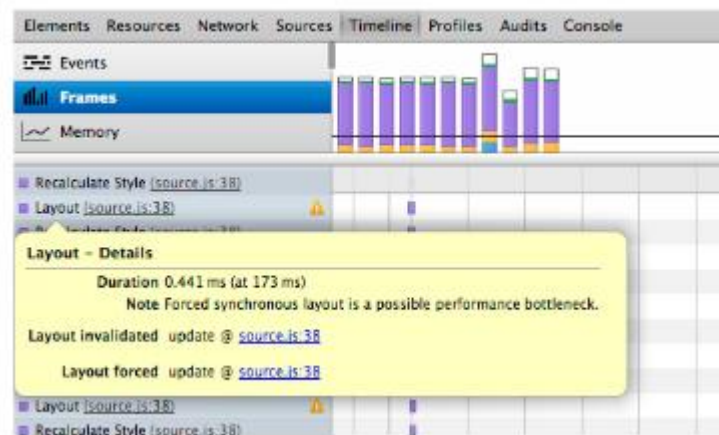 Elements Resources Network Sources Timeline Profiles Audits Console
Events
Frames
Memory
Recalculate Style (source.js:38)
Layout (source.js:38)
Layout – Details
Duration 0.441 ms (at 173 ms)
Note Forced synchronous layout is a possible performance bottleneck.
Layout invalidated update @ source.js:38
Layout forced update @ source.js:38
Layout (source.js:38)
Recalculate Style (source.js:38)